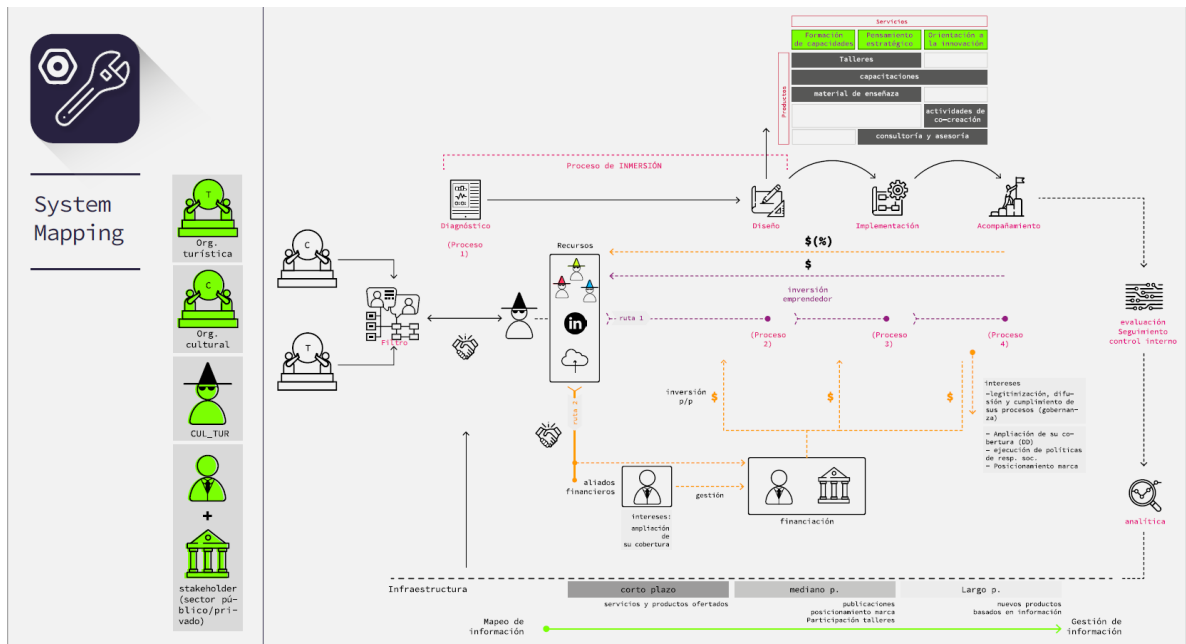 System
Mapping
T
Org.
turística
C
Org.
cultural
CUL_TUR
+
stakeholder
(sector pú-
blico/pri-
vado)
Servicios
Formación
de capacidades
Pensamiento
estratégico
Orientación a
la innovación
Productos
Talleres
capacitaciones
material de enseñaza
actividades de
co-creación
consultoría y asesoría
Proceso de INMERSIÓN
Diagnóstico
(Proceso
1)
Diseño
Implementación
Acompañamiento
C
T
Filtro
Recursos
in
$(%)
$
inversión
emprendedor
ruta 1
(Proceso
2)
(Proceso
3)
(Proceso
4)
evaluación
Seguimiento
control interno
inversión
p/p
$
$
$
intereses
-legitimización, difu-
sión y cumplimiento de
sus procesos (gobernan-
za)
- Ampliación de su co-
bertura (DD)
- ejecución de políticas
de resp. soc.
- Posicionamiento marca
ruta 2
aliados
financieros
gestión
intereses:
ampliación
de
su cobertura
financiación
analítica
Infraestructura
corto plazo
mediano p.
Largo p.
servicios y productos ofertados
publicaciones
posicionamiento marca
Participación talleres
nuevos productos
basados en información
Mapeo de
información
Gestión de
información